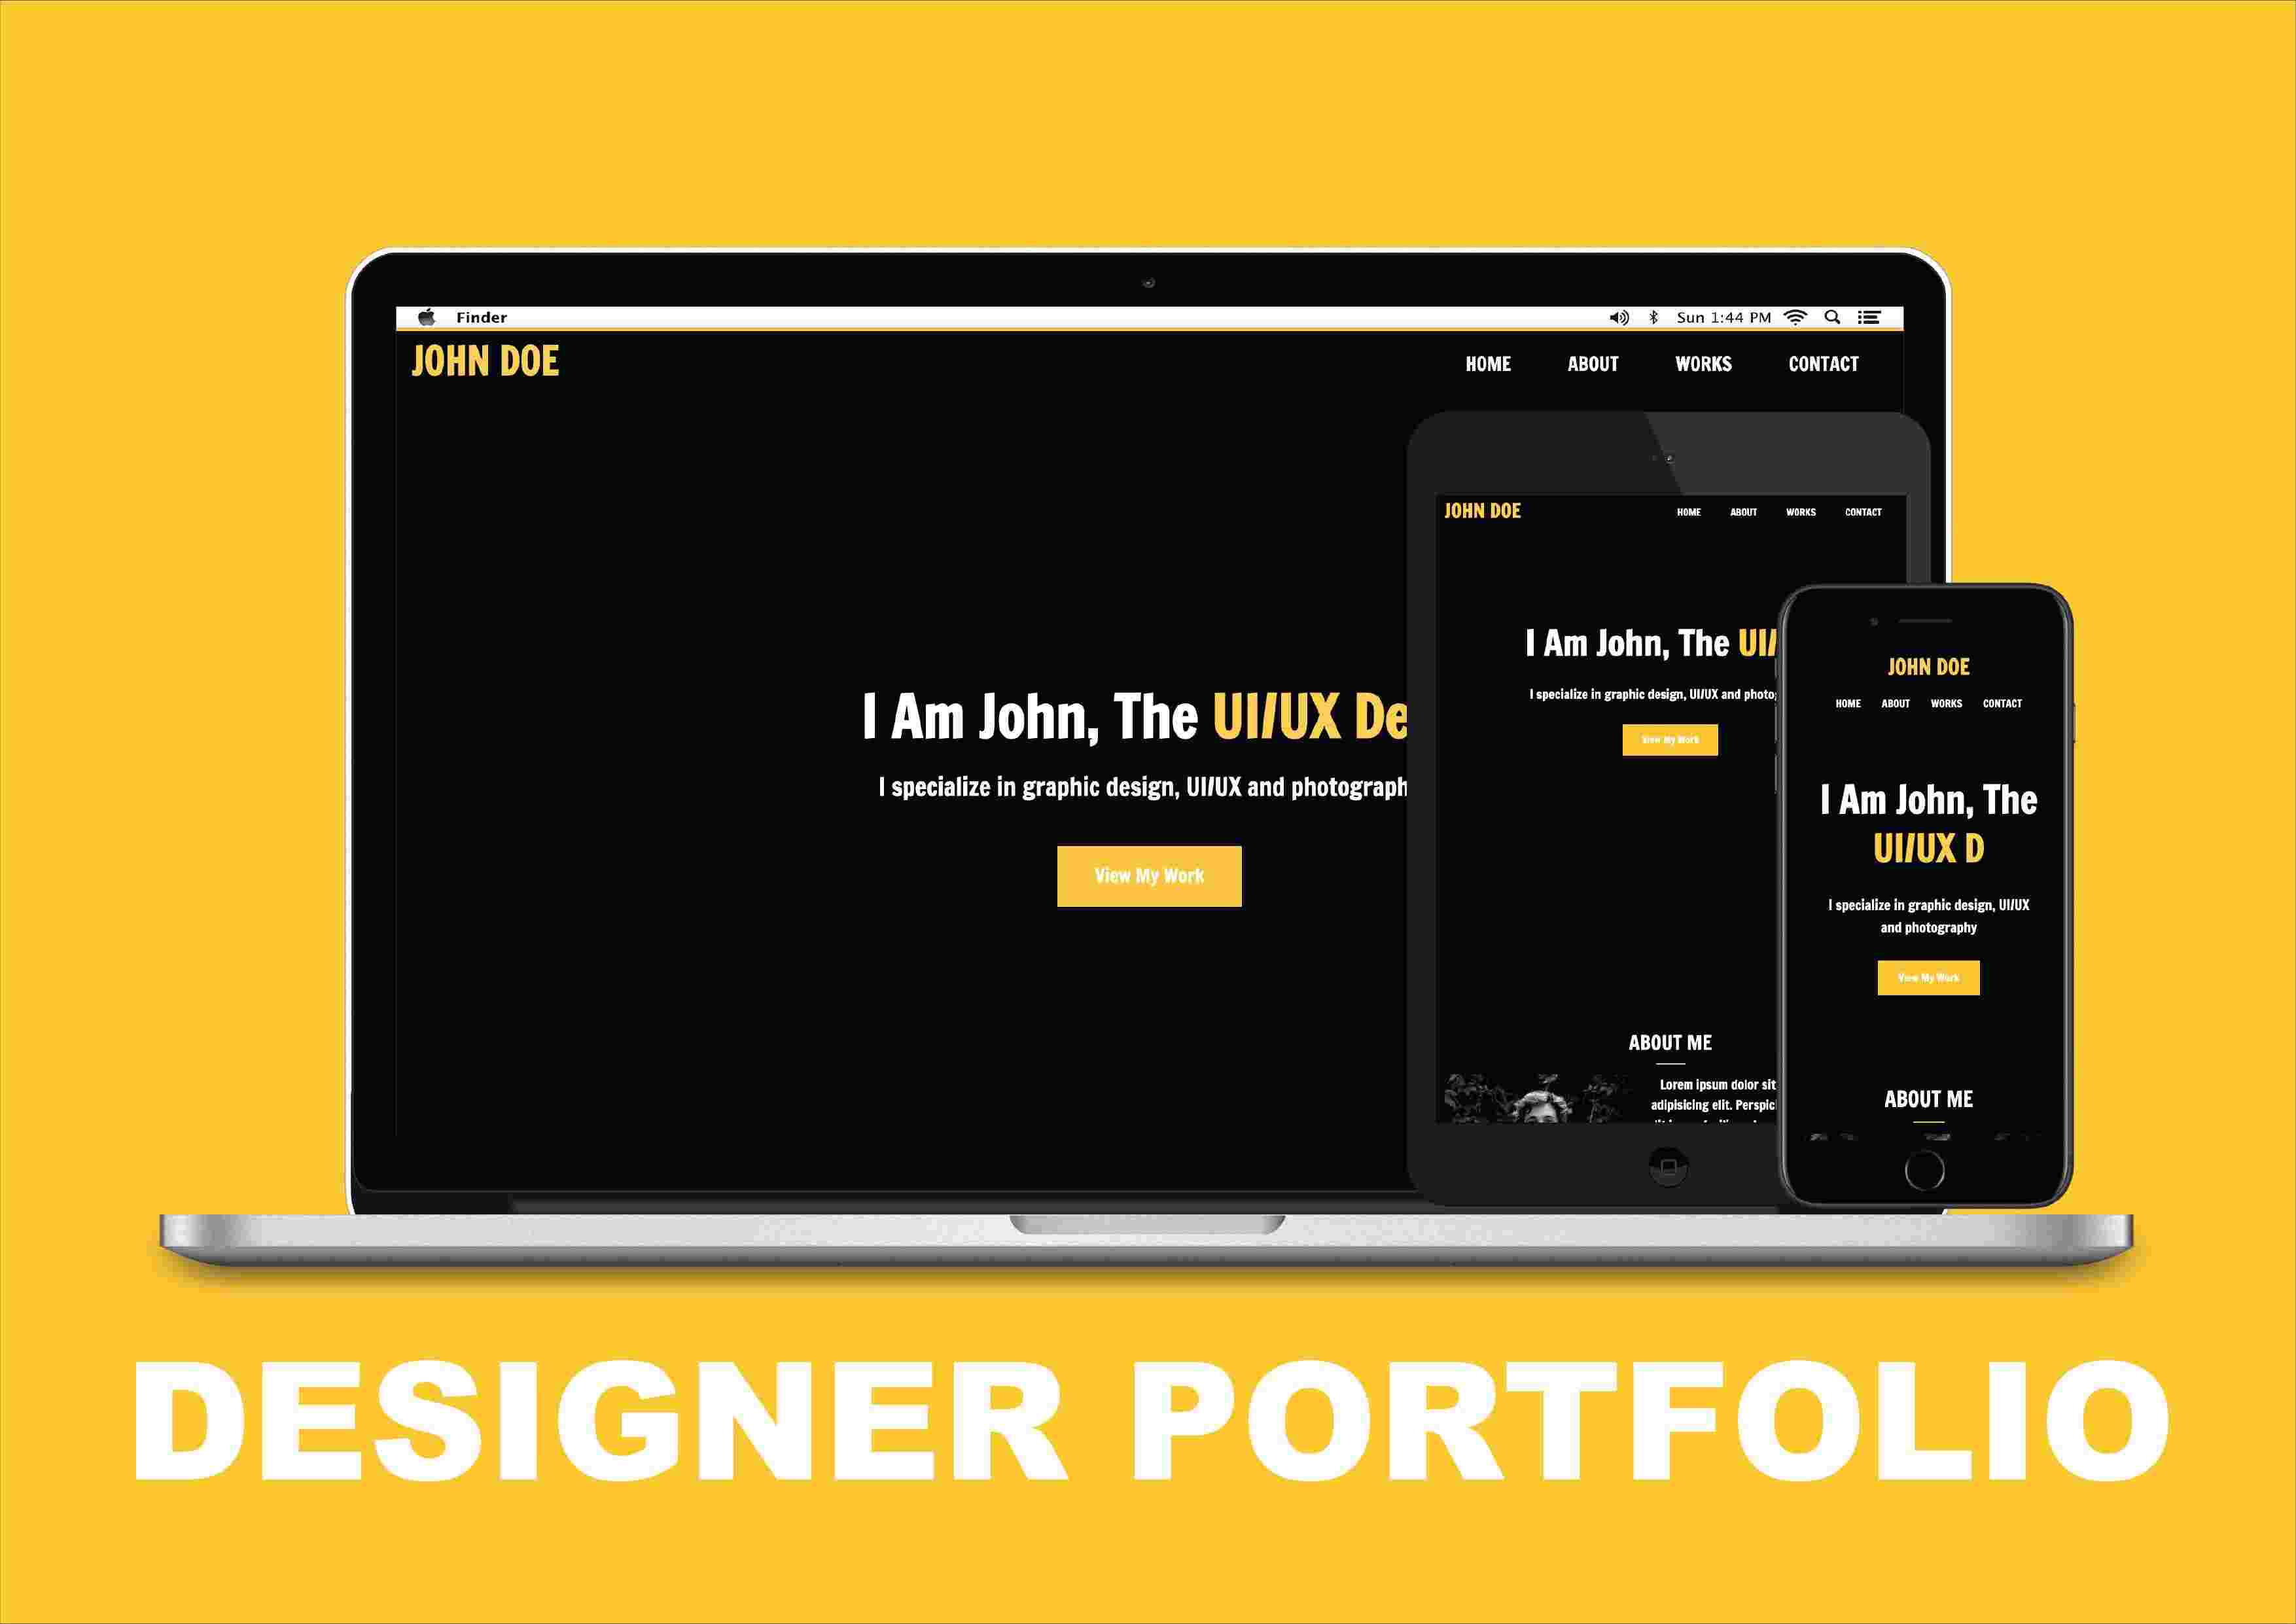 Finder
Sun 1:44 PM
JOHN DOE
HOME ABOUT WORKS CONTACT
I Am John, The UI/UX De
I specialize in graphic design, UI/UX and photograph
View My Work
JOHN DOE
HOME ABOUT WORKS CONTACT
I Am John, The UI/
I specialize in graphic design, UI/UX and photo
View My Work
ABOUT ME
Lorem ipsum dolor sit
adipisicing elit. Perspici
JOHN DOE
HOME ABOUT WORKS CONTACT
I Am John, The
UI/UX D
I specialize in graphic design, UI/UX
and photography
View My Work
ABOUT ME
DESIGNER PORTFOLIO